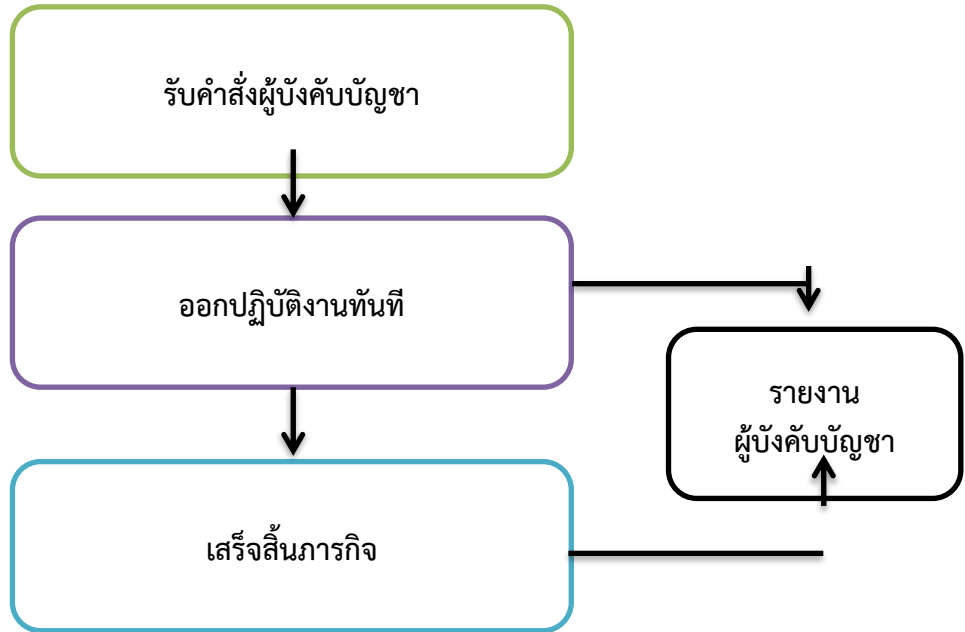 รับคำสั่งผู้บังคับบัญชา
ออกปฏิบัติงานทันที
รายงาน
ผู้บังคับบัญชา
เสร็จสิ้นภารกิจ